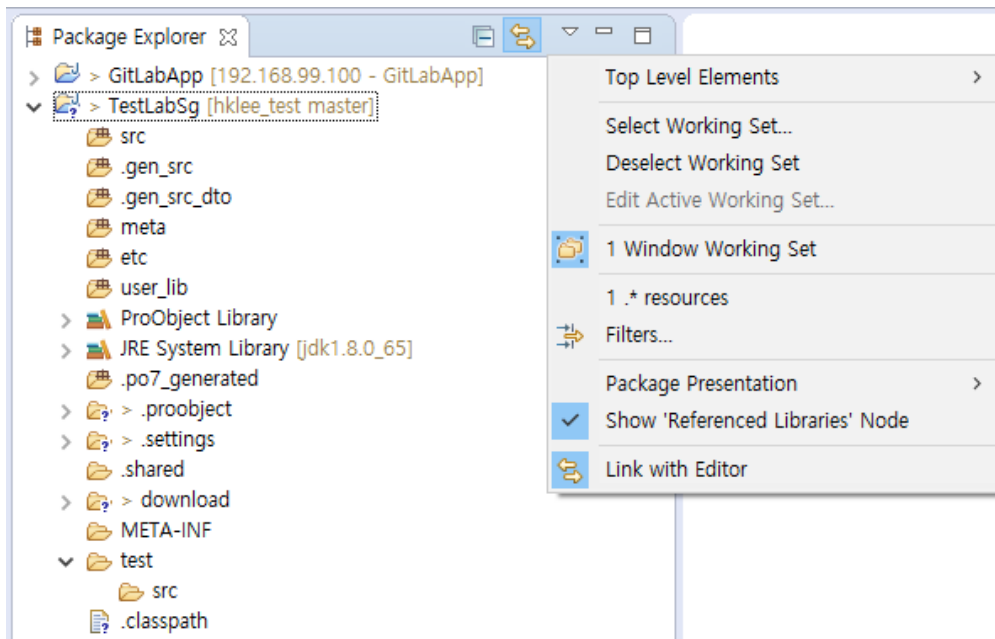 Package Explorer
> GitLabApp [192.168.99.100 - GitLabApp]
> TestLabSg [hklee_test master]
src
.gen_src
.gen_src_dto
meta
etc
user_lib
ProObject Library
JRE System Library [jdk1.8.0_65]
.po7_generated
> .proobject
> .settings
.shared
> download
META-INF
test
src
.classpath
Top Level Elements
Select Working Set...
Deselect Working Set
Edit Active Working Set...
1 Window Working Set
1 .* resources
Filters...
Package Presentation
Show 'Referenced Libraries' Node
Link with Editor